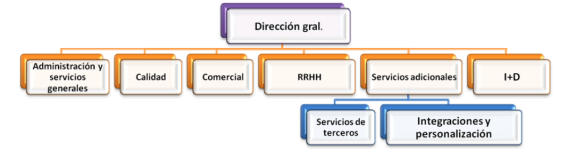 Dirección gral.
Administración y
servicios
generales
Calidad
Comercial
RRHH
Servicios adicionales
I+D
Servicios de
terceros
Integraciones y
personalización